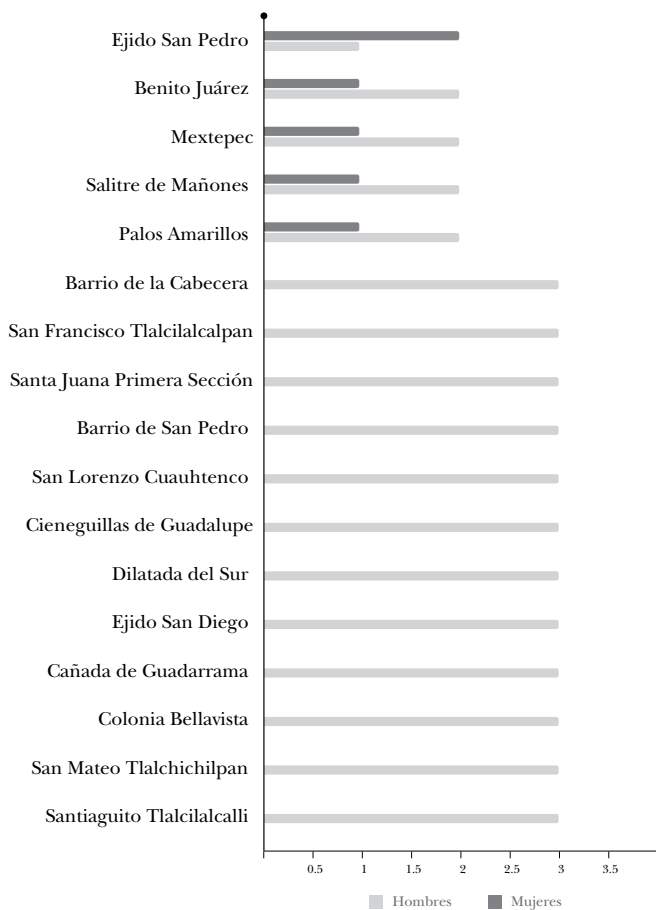 Ejido San Pedro
Benito Juárez
Mextepec
Salitre de Mañones
Palos Amarillos
Barrio de la Cabecera
San Francisco Tlalcilalcalpan
Santa Juana Primera Sección
Barrio de San Pedro
San Lorenzo Cuauhtenco
Cieneguillas de Guadalupe
Dilatada del Sur
Ejido San Diego
Cañada de Guadarrama
Colonia Bellavista
San Mateo Tlalchichilpan
Santiaguito Tlalcilalcalli
0.5 1 1.5 2 2.5 3 3.5
Hombres Mujeres